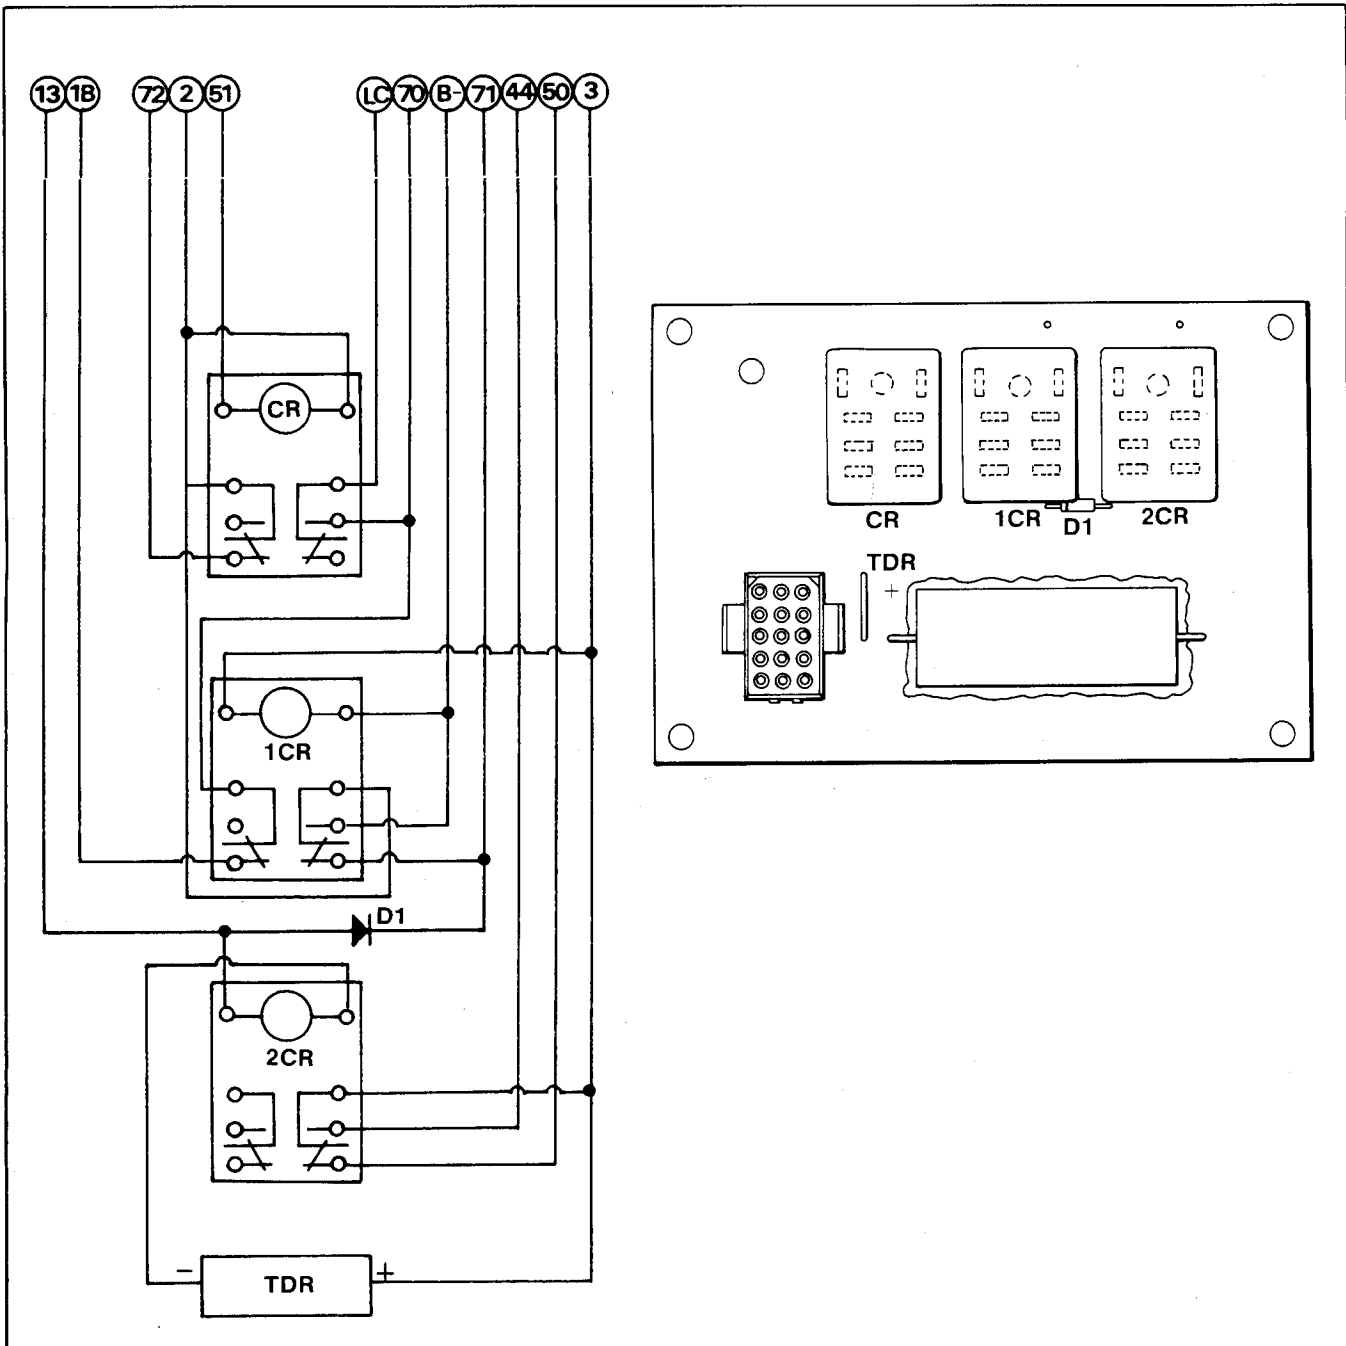 13 1B 72 2 51 LC 70 B- 71 44 50 3
CR
1CR
D1
2CR
- TDR +
CR 1CR D1 2CR
TDR
+